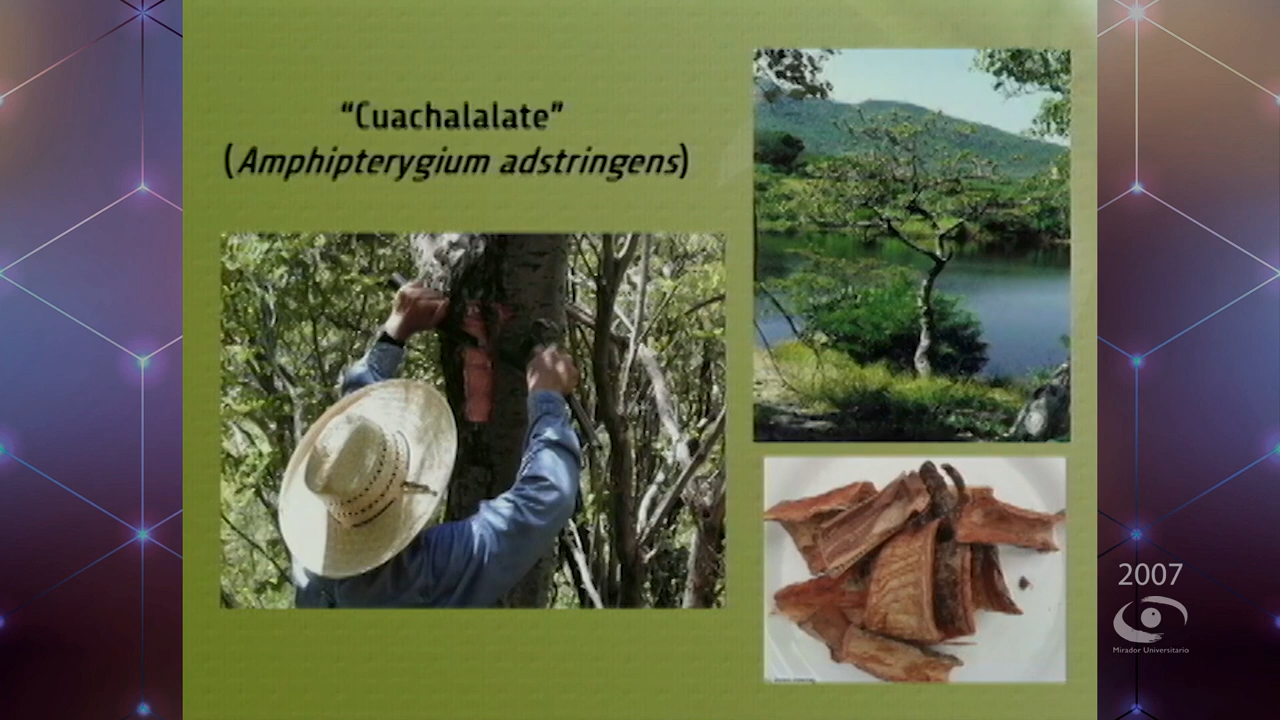 “Cuachalalate”
(Amphipterygium adstringens)
2007
Mirador Universitario